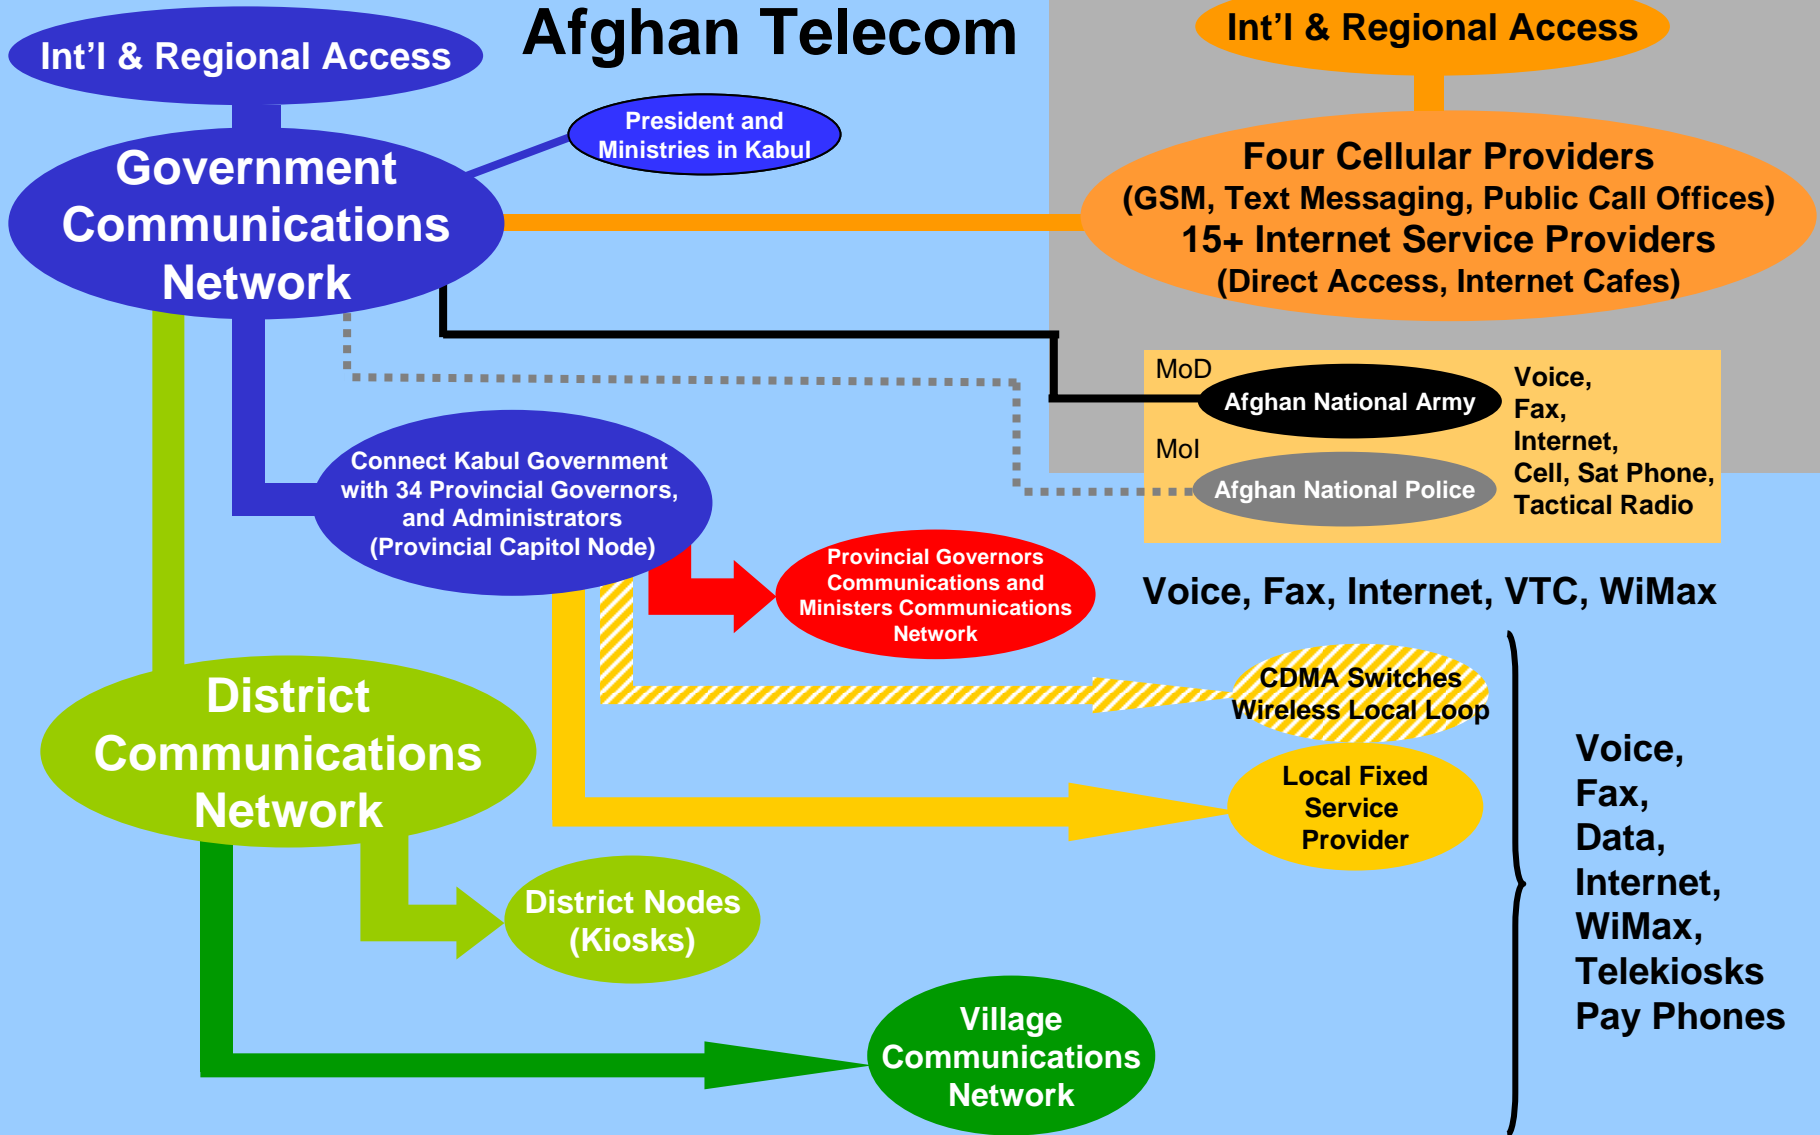 Afghan Telecom
Int'l & Regional Access
Int'l & Regional Access
President and
Ministries in Kabul
Government
Communications
Network
Four Cellular Providers
(GSM, Text Messaging, Public Call Offices)
15+ Internet Service Providers
(Direct Access, Internet Cafes)
MoD
Afghan National Army
MoI
Afghan National Police
Voice,
Fax,
Internet,
Cell, Sat Phone,
Tactical Radio
Connect Kabul Government
with 34 Provincial Governors,
and Administrators
(Provincial Capitol Node)
Provincial Governors
Communications and
Ministers Communications
Network
Voice, Fax, Internet, VTC, WiMax
CDMA Switches
Wireless Local Loop
District
Communications
Network
Local Fixed
Service
Provider
Voice,
Fax,
Data,
Internet,
WiMax,
Telekiosks
Pay Phones
District Nodes
(Kiosks)
Village
Communications
Network